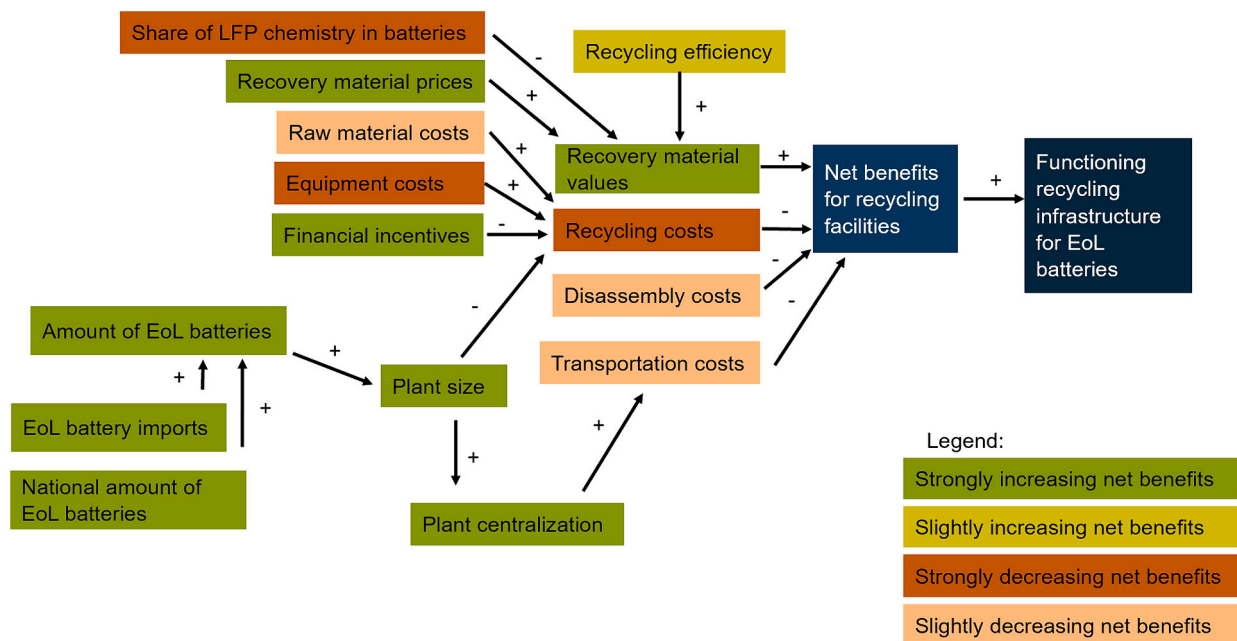 Share of LFP chemistry in batteries
-
Recycling efficiency
Recovery material prices
+
+
Raw material costs
+
Recovery material
values
+
Net benefits
for recycling
facilities
+
Functioning
recycling
infrastructure
for EoL
batteries
Equipment costs
+
Financial incentives
-
Recycling costs
-
-
Disassembly costs
-
-
Amount of EoL batteries
+
Transportation costs
Plant size
+
+
EoL battery imports
+
+
National amount of
EoL batteries
Plant centralization
Legend:
Strongly increasing net benefits
Slightly increasing net benefits
Strongly decreasing net benefits
Slightly decreasing net benefits